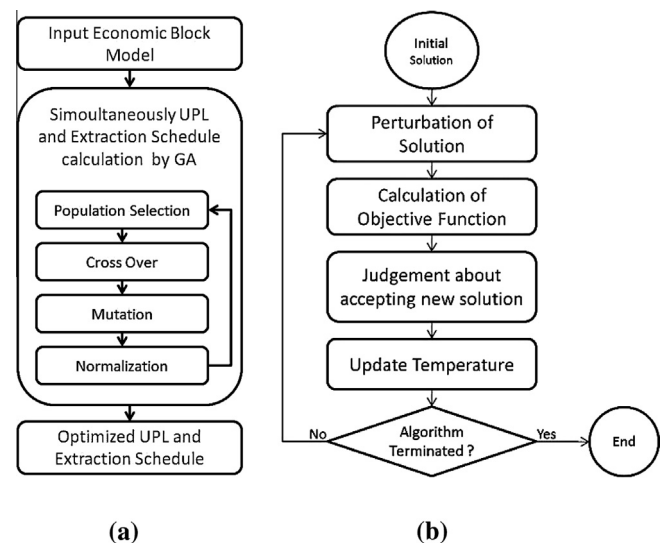 Input Economic Block
Model
Simoultaneously UPL
and Extraction Schedule
calculation by GA
Population Selection
Cross Over
Mutation
Normalization
Optimized UPL and
Extraction Schedule
(a)
Initial
Solution
Perturbation of
Solution
Calculation of
Objective Function
Judgement about
accepting new solution
Update Temperature
No
Algorithm
Terminated ?
Yes
End
(b)